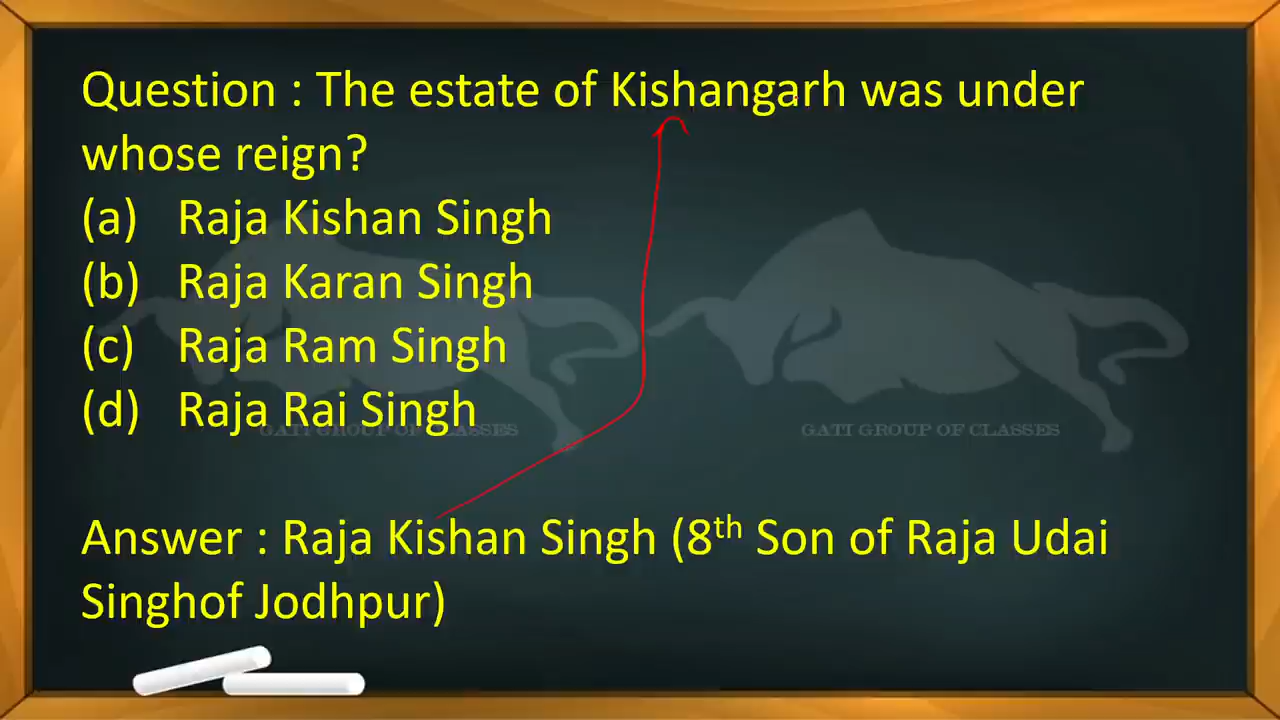 Question : The estate of Kishangarh was under
whose reign?
(a) Raja Kishan Singh
(b) Raja Karan Singh
(c) Raja Ram Singh
(d) Raja Rai Singh
GATI GROUP OF CLASSES GATI GROUP OF CLASSES
Answer : Raja Kishan Singh (8th Son of Raja Udai
Singhof Jodhpur)